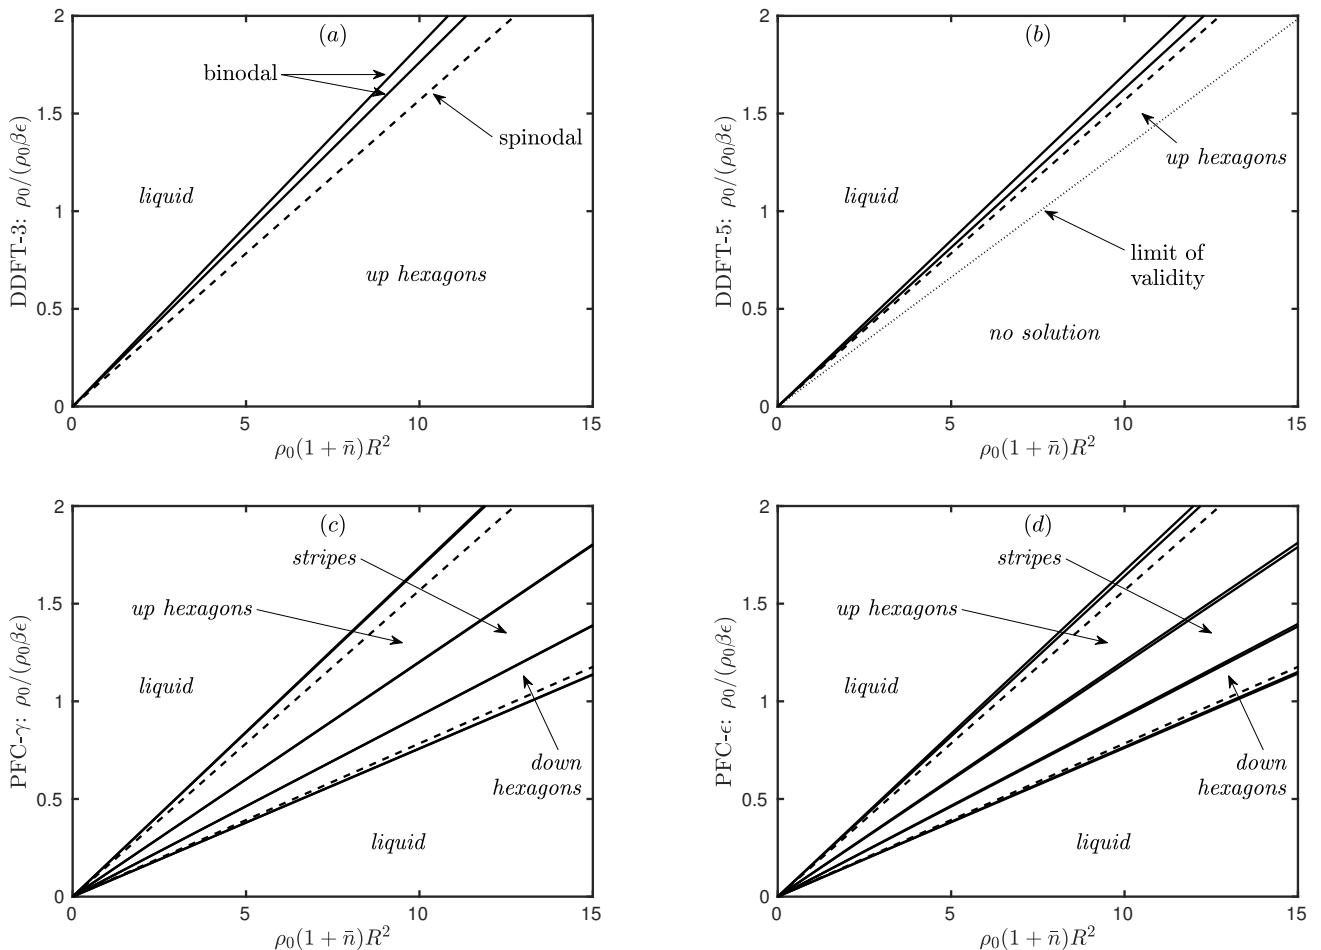 (a)
2
1.5
1
0.5
0
0
5
10
15
binodal
spinodal
liquid
up hexagons
DDFT-3: ρ₀/(ρ₀βϵ)
ρ₀(1 + n̄)R²
(b)
2
1.5
1
0.5
0
0
5
10
15
liquid
up hexagons
limit of
validity
no solution
DDFT-5: ρ₀/(ρ₀βϵ)
ρ₀(1 + n̄)R²
(c)
2
1.5
1
0.5
0
0
5
10
15
stripes
up hexagons
liquid
down
hexagons
liquid
PFC-γ: ρ₀/(ρ₀βϵ)
ρ₀(1 + n̄)R²
(d)
2
1.5
1
0.5
0
0
5
10
15
stripes
up hexagons
liquid
down
hexagons
liquid
PFC-ϵ: ρ₀/(ρ₀βϵ)
ρ₀(1 + n̄)R²